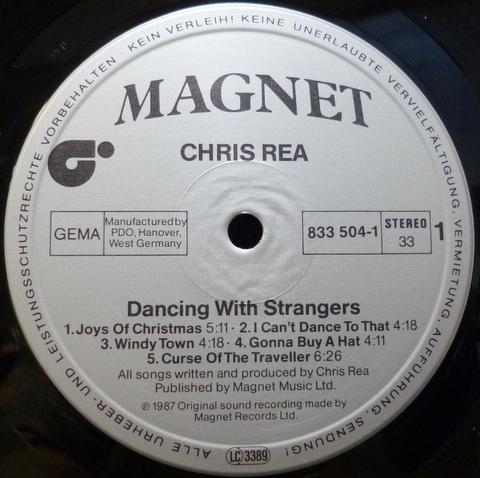 ALLE URHEBER- UND LEISTUNGSSCHUTZRECHTE VORBEHALTEN · KEIN VERLEIH! KEINE UNERLAUBTE VERVIELFÄLTIGUNG, VERMIETUNG, AUFFÜHRUNG, SENDUNG!
MAGNET
CHRIS REA
GEMA
Manufactured by
PDO, Hanover,
West Germany
833 504-1
STEREO
33
1
Dancing With Strangers
1.Joys Of Christmas 5:11 · 2.I Can't Dance To That 4:18
3.Windy Town 4:18 · 4.Gonna Buy A Hat 4:11
5.Curse Of The Traveller 6:26
All songs written and produced by Chris Rea
Published by Magnet Music Ltd.
℗ 1987 Original sound recording made by
Magnet Records Ltd.
LC 3389